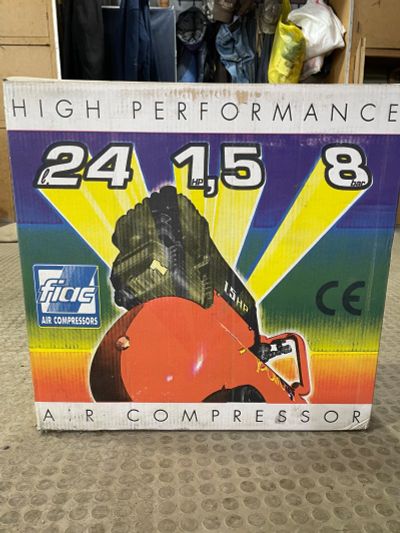 HIGH PERFORMANCE
l. 24 HP 1,5 8 bar
1.5 HP
fiac
AIR COMPRESSORS
CE
AIR COMPRESSOR